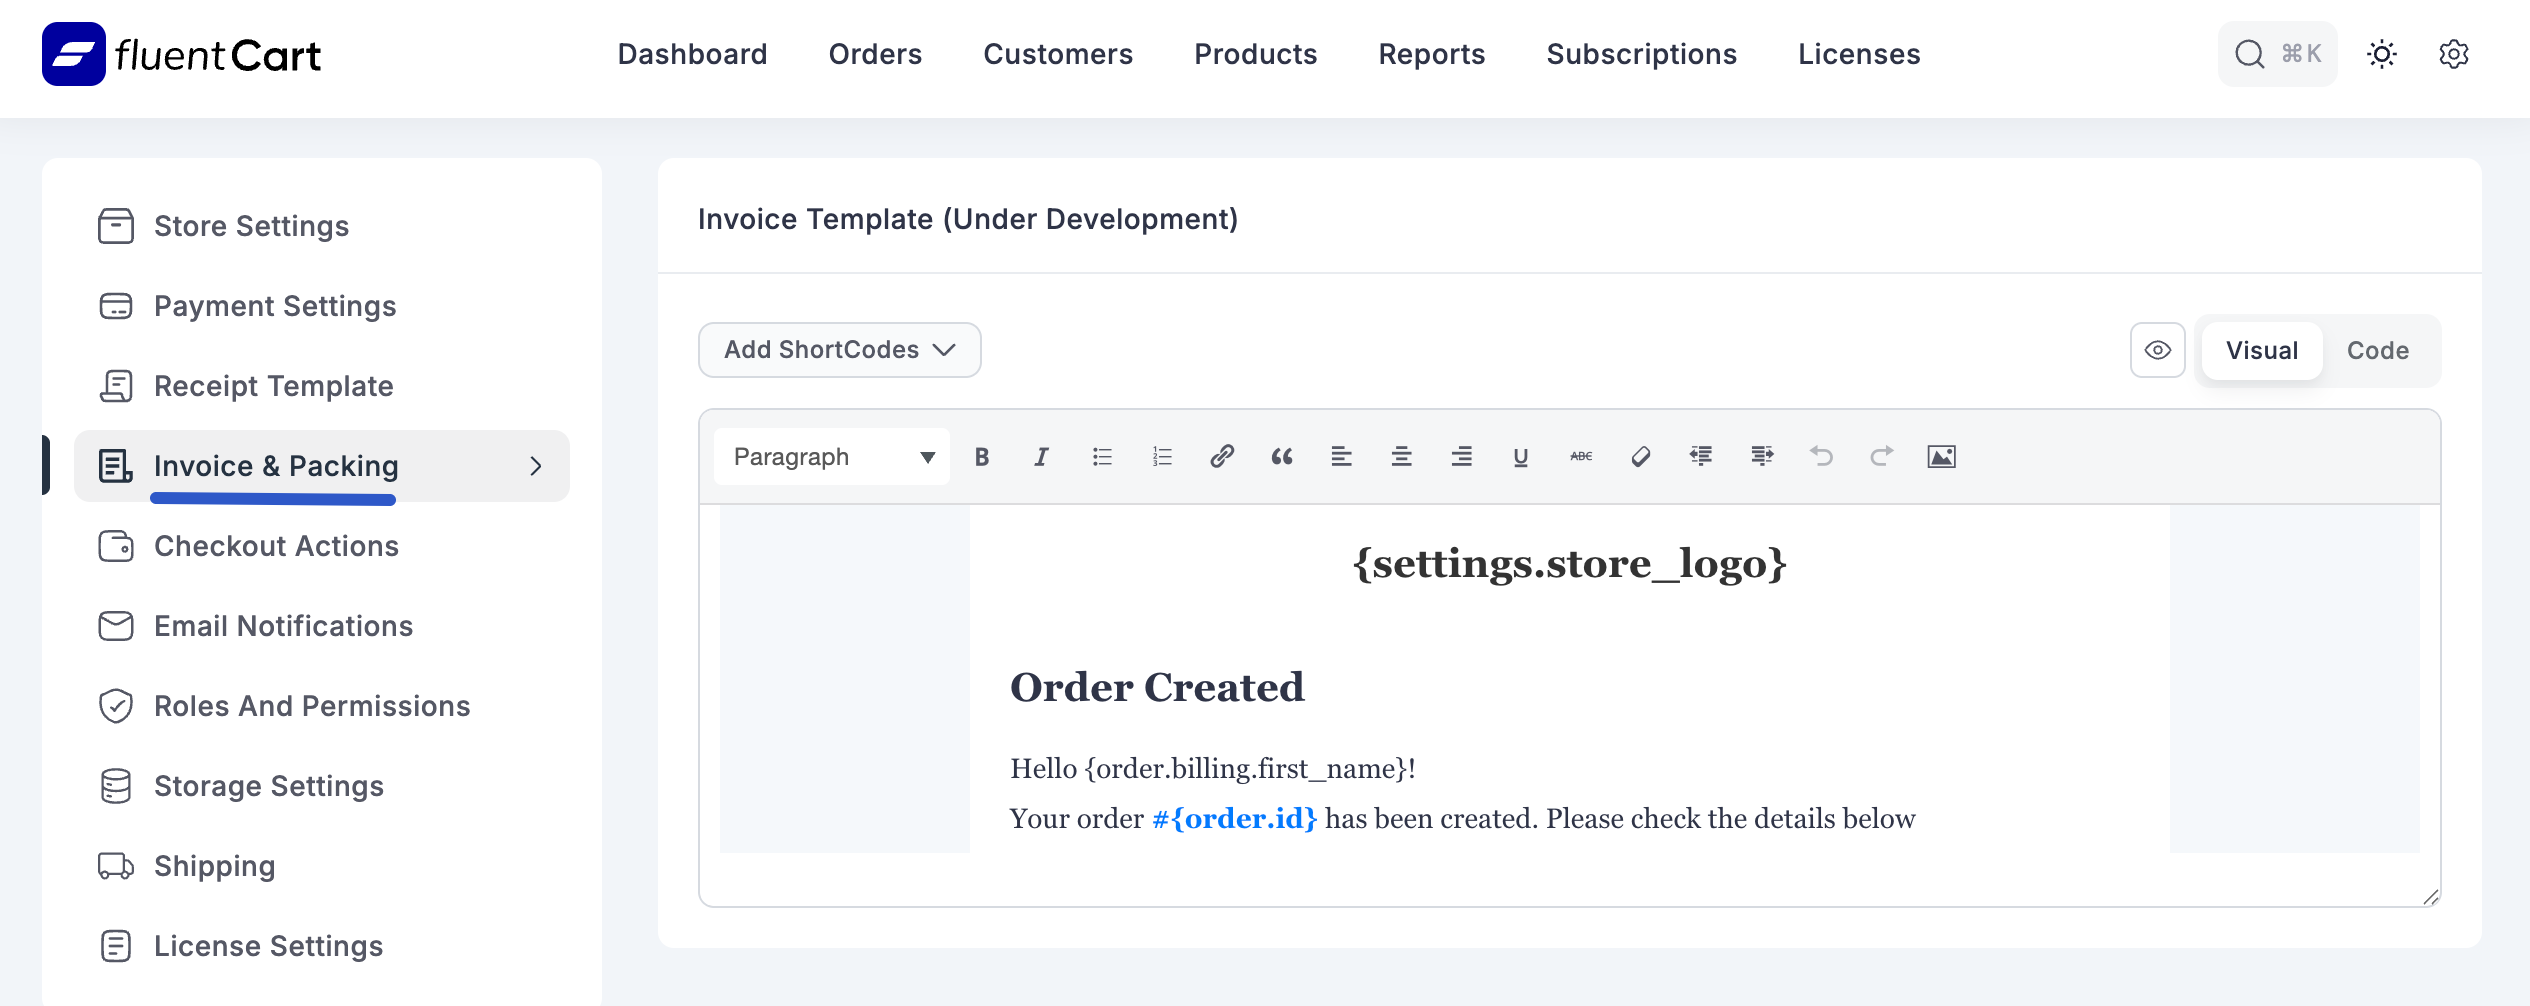 fluentCart
Dashboard Orders Customers Products Reports Subscriptions Licenses
⌘K
Store Settings
Payment Settings
Receipt Template
Invoice & Packing
Checkout Actions
Email Notifications
Roles And Permissions
Storage Settings
Shipping
License Settings
Invoice Template (Under Development)
Add ShortCodes
Visual Code
Paragraph
B I U ABC
{settings.store_logo}
Order Created
Hello {order.billing.first_name}!
Your order #{order.id} has been created. Please check the details below